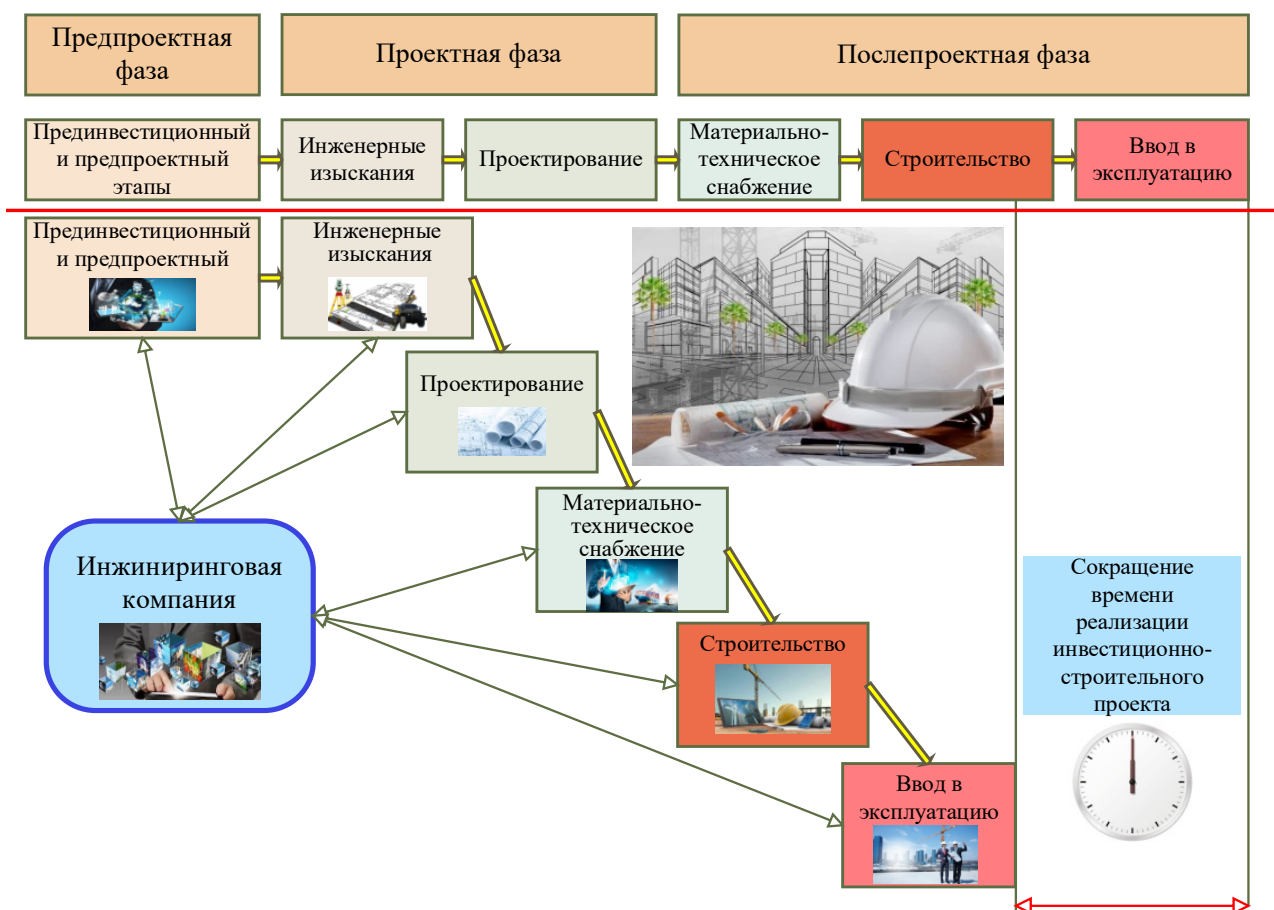 Предпроектная
фаза
Проектная фаза
Послепроектная фаза
Прединвестиционный
и предпроектный
этапы
Инженерные
изыскания
Проектирование
Материально-
техническое
снабжение
Строительство
Ввод в
эксплуатацию
Прединвестиционный
и предпроектный
Инженерные
изыскания
Проектирование
Материально-
техническое
снабжение
Инжиниринговая
компания
Сокращение
времени
реализации
инвестиционно-
строительного
проекта
Строительство
Ввод в
эксплуатацию